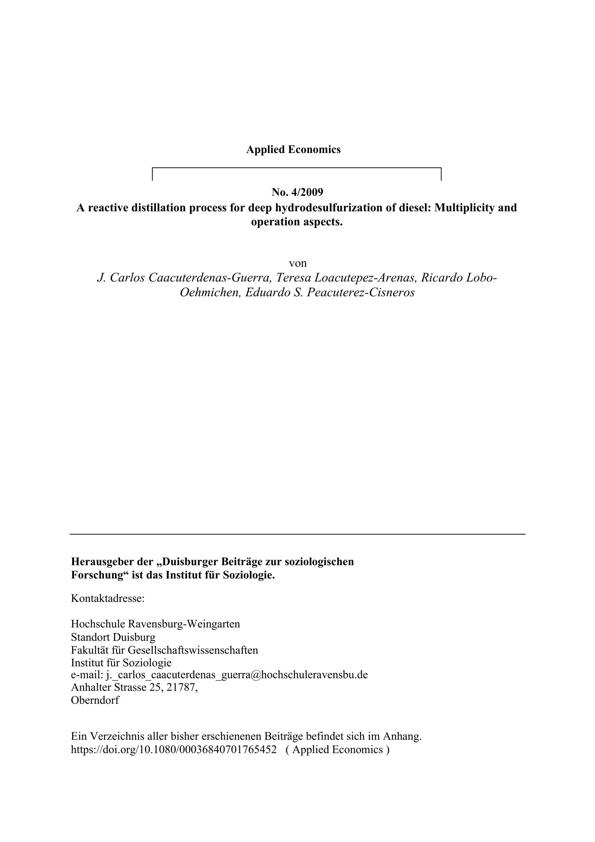 Applied Economics
No. 4/2009
A reactive distillation process for deep hydrodesulfurization of diesel: Multiplicity and
operation aspects.
von
J. Carlos Caacuterdenas-Guerra, Teresa Loacutepez-Arenas, Ricardo Lobo-
Oehmichen, Eduardo S. Peacuterez-Cisneros
Herausgeber der „Duisburger Beiträge zur soziologischen
Forschung“ ist das Institut für Soziologie.
Kontaktadresse:
Hochschule Ravensburg-Weingarten
Standort Duisburg
Fakultät für Gesellschaftswissenschaften
Institut für Soziologie
e-mail: j._carlos_caacuterdenas_guerra@hochschuleravensbu.de
Anhalter Strasse 25, 21787,
Oberndorf
Ein Verzeichnis aller bisher erschienenen Beiträge befindet sich im Anhang.
https://doi.org/10.1080/00036840701765452 ( Applied Economics )